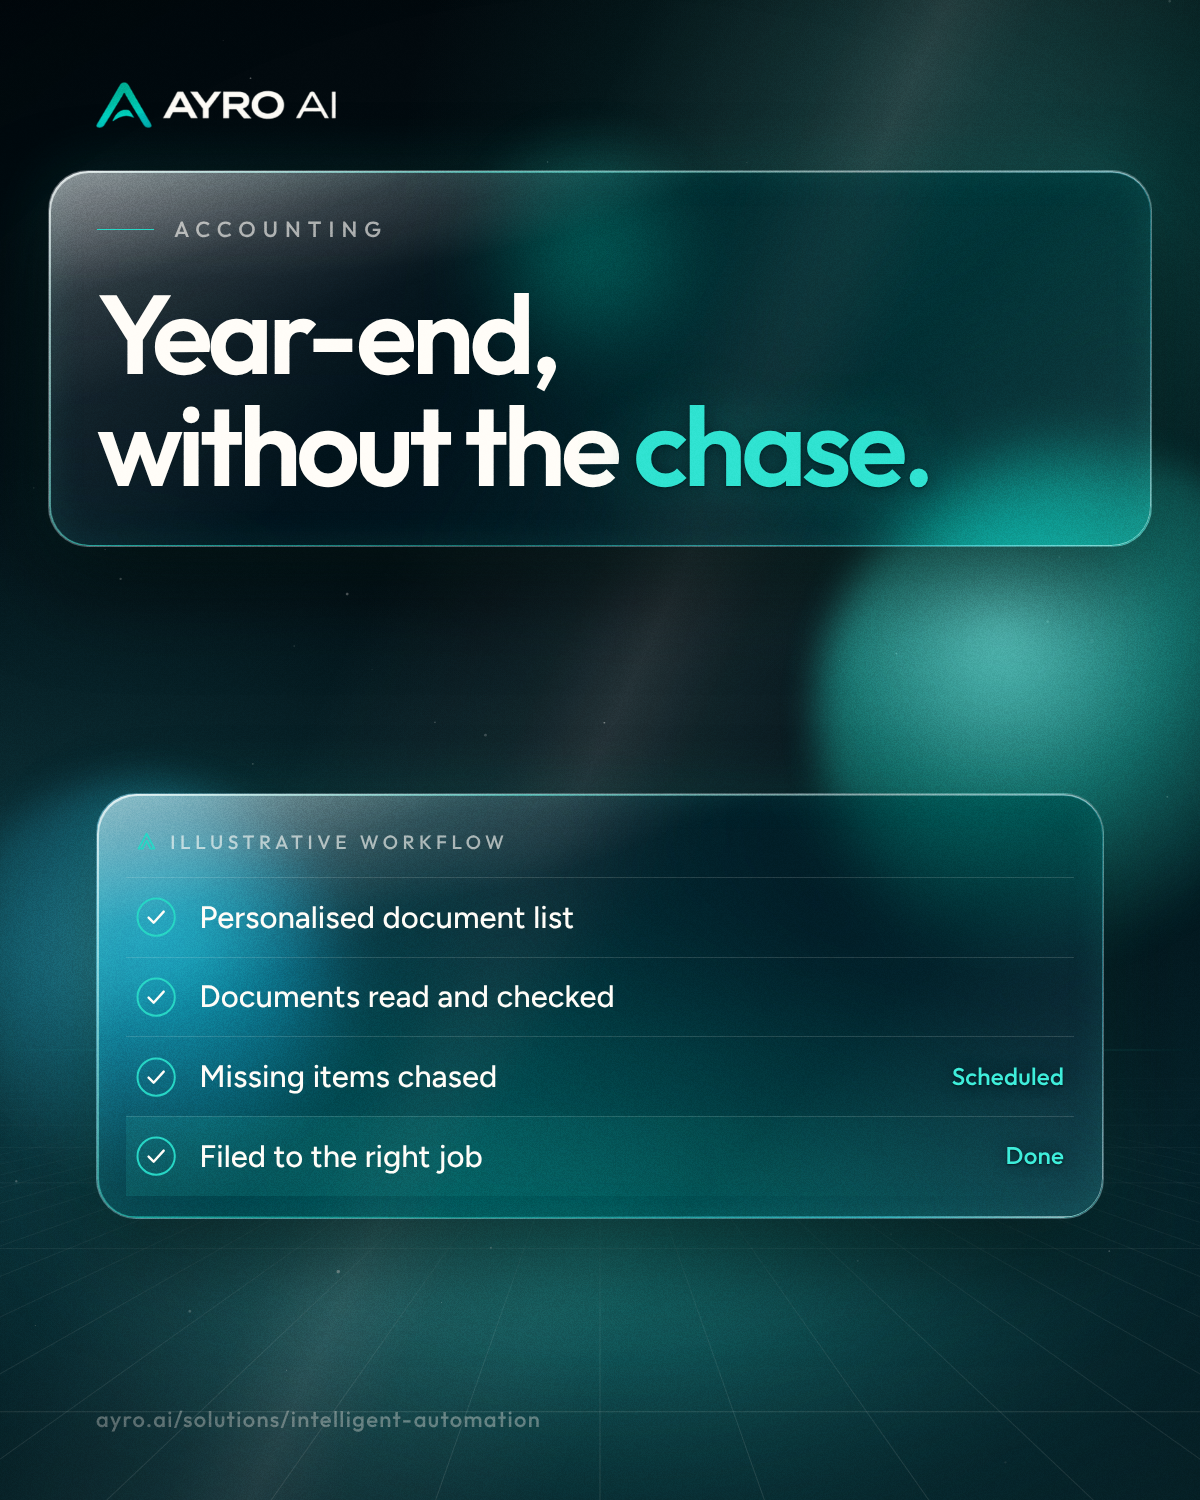 AYRO AI
ACCOUNTING
Year-end,
without the chase.
ILLUSTRATIVE WORKFLOW
Personalised document list
Documents read and checked
Missing items chased Scheduled
Filed to the right job Done
ayro.ai/solutions/intelligent-automation